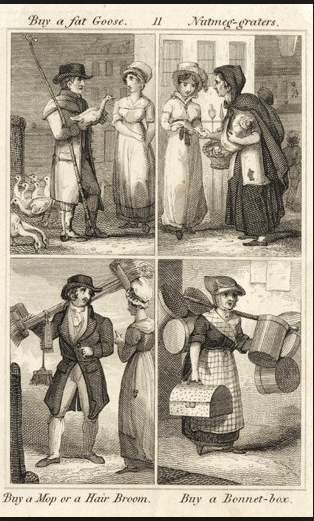 Buy a fat Goose. 11 Nutmeg-graters.
Buy a Mop or a Hair Broom. Buy a Bonnet-box.